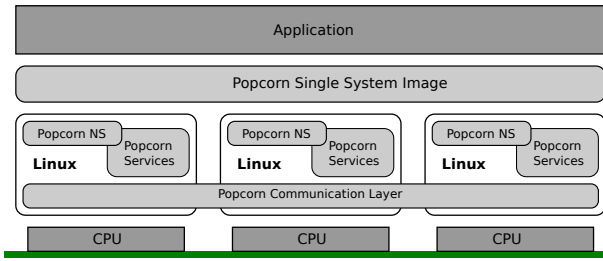 Application
Popcorn Single System Image
Popcorn NS
Popcorn
Services
Linux
Popcorn NS
Popcorn
Services
Linux
Popcorn NS
Popcorn
Services
Linux
Popcorn Communication Layer
CPU
CPU
CPU